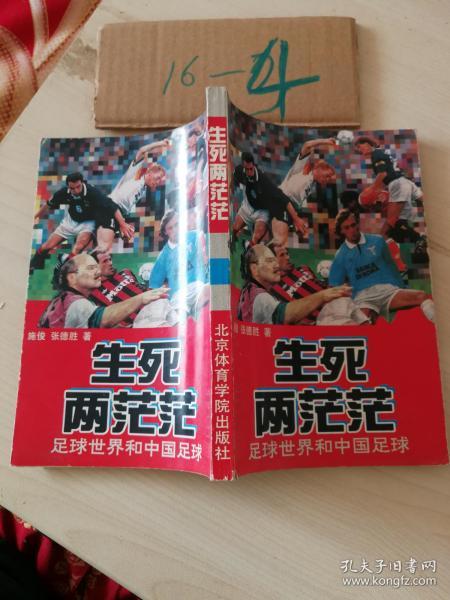 16-4
生死两茫茫
北京体育学院出版社
施俊 张德胜 著
生死
两茫茫
足球世界和中国足球
张德胜 著
生死
两茫茫
足球世界和中国足球
孔夫子旧书网
www.kongfz.com